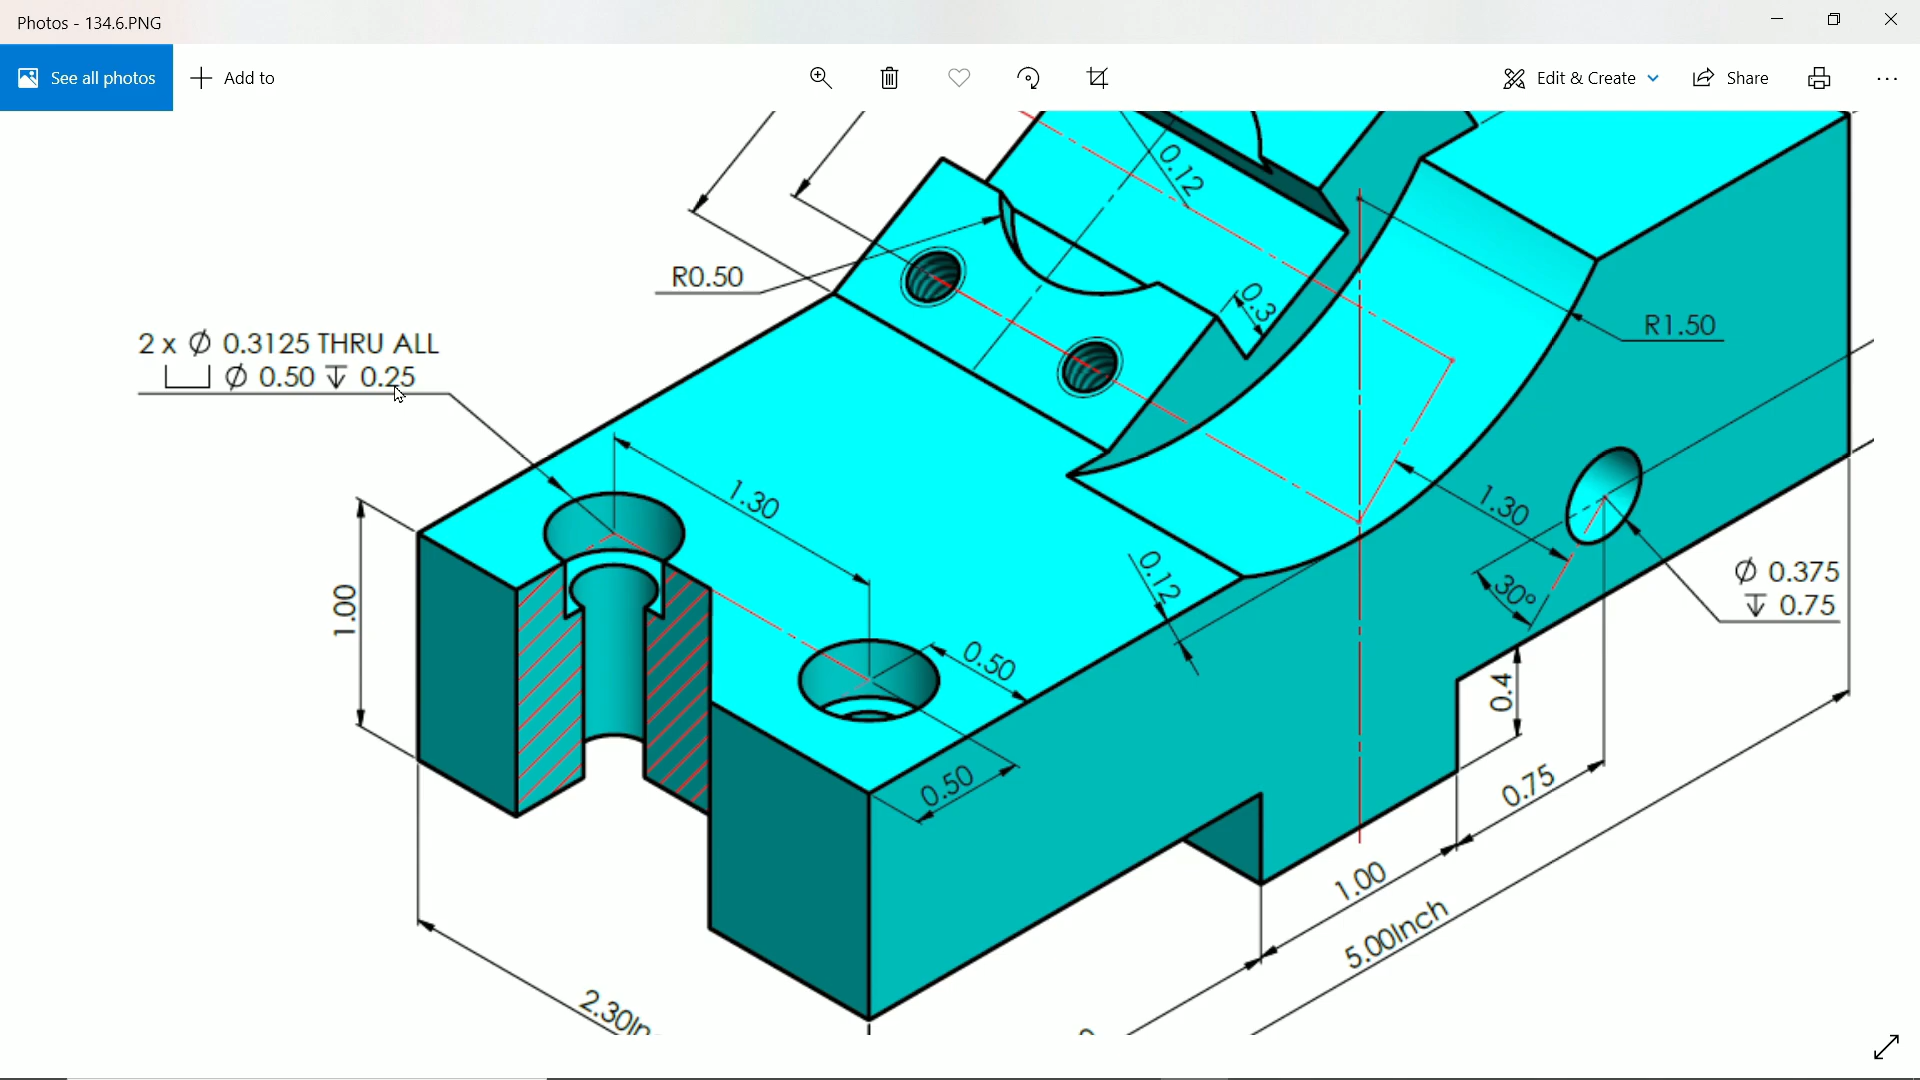 Photos - 134.6.PNG
See all photos
Add to
Edit & Create
Share
0.12
R0.50
0.3
R1.50
2 x Ø 0.3125 THRU ALL
⌴ Ø 0.50 ↧ 0.25
1.30
1.30
0.12
30°
Ø 0.375
↧ 0.75
1.00
0.50
0.4
0.50
0.75
1.00
5.00Inch